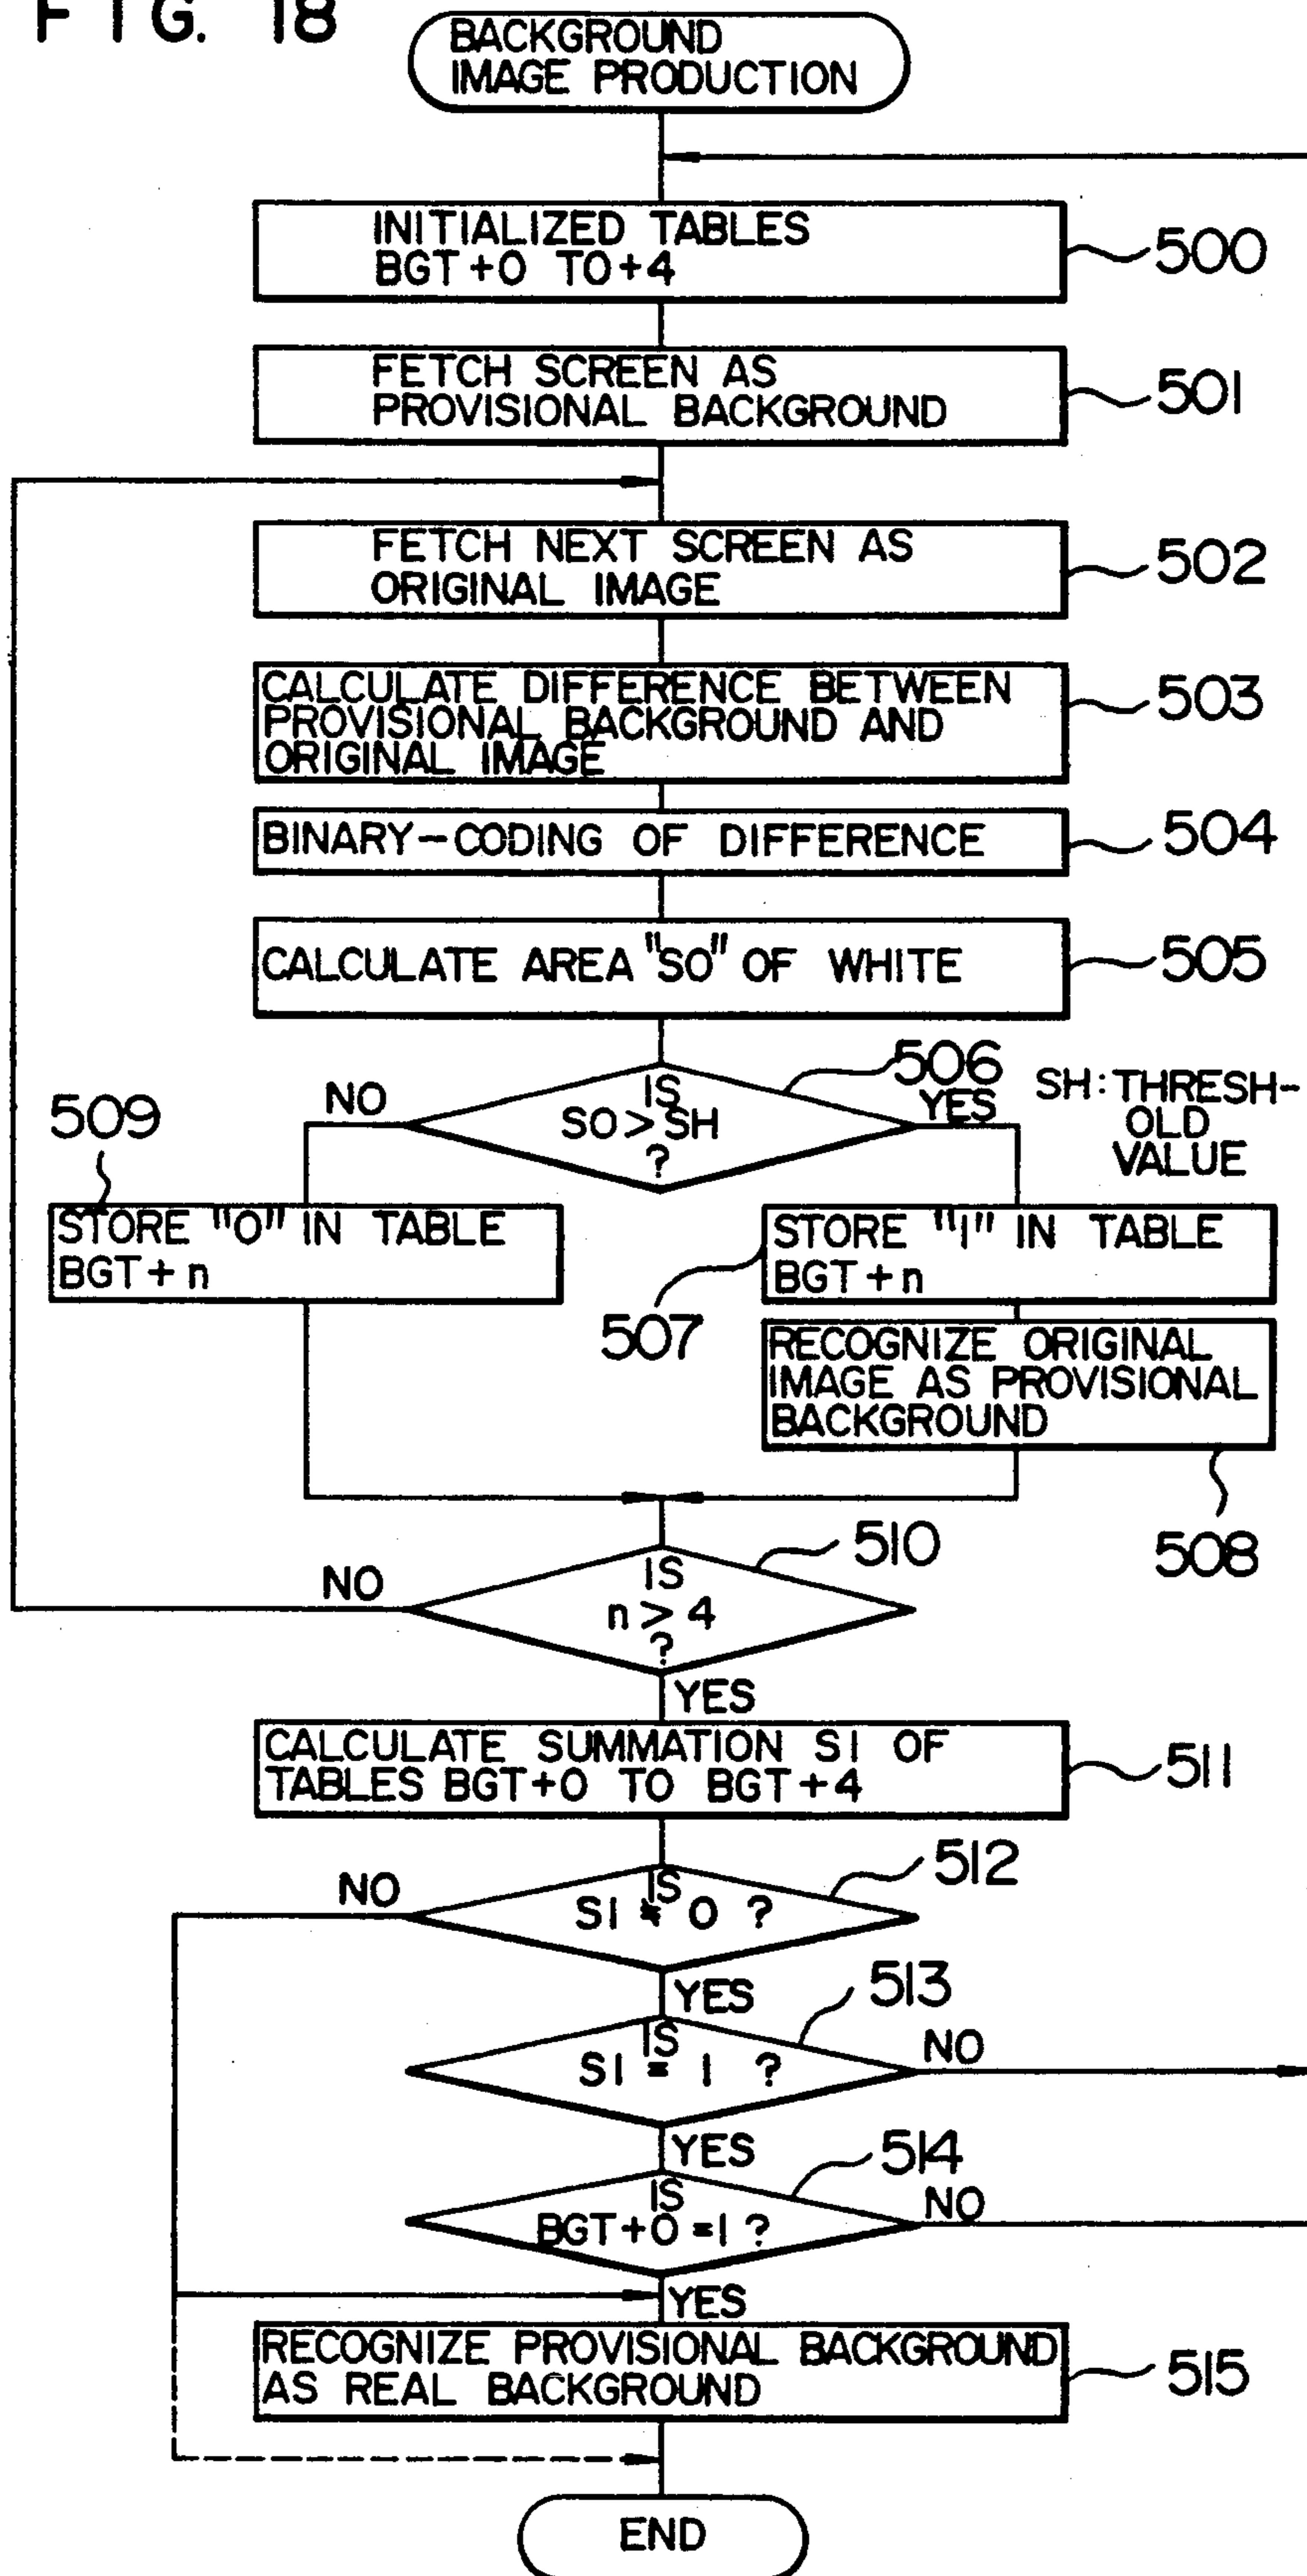 FIG. 18
BACKGROUND
IMAGE PRODUCTION
INITIALIZED TABLES
BGT+0 TO +4
500
FETCH SCREEN AS
PROVISIONAL BACKGROUND
501
FETCH NEXT SCREEN AS
ORIGINAL IMAGE
502
CALCULATE DIFFERENCE BETWEEN
PROVISIONAL BACKGROUND AND
ORIGINAL IMAGE
503
BINARY-CODING OF DIFFERENCE
504
CALCULATE AREA "S0" OF WHITE
505
506
IS
S0 > SH
?
NO
YES
SH: THRESH-
OLD
VALUE
509
STORE "0" IN TABLE
BGT+n
STORE "1" IN TABLE
BGT+n
507
RECOGNIZE ORIGINAL
IMAGE AS PROVISIONAL
BACKGROUND
508
510
IS
n > 4
?
NO
YES
CALCULATE SUMMATION S1 OF
TABLES BGT+0 TO BGT+4
511
512
IS
S1 ≠ 0 ?
NO
YES
513
IS
S1 = 1 ?
NO
YES
514
IS
BGT+0 = 1 ?
NO
YES
RECOGNIZE PROVISIONAL BACKGROUND
AS REAL BACKGROUND
515
END